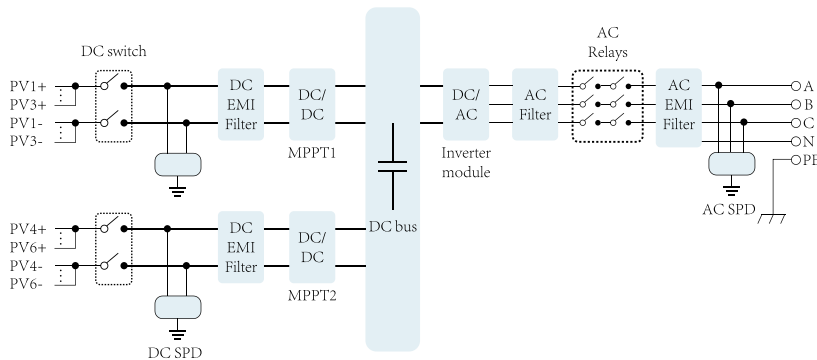 DC switch
PV1+
PV3+
PV1-
PV3-
DC
EMI
Filter
DC/
DC
MPPT1
DC bus
DC/
AC
Inverter
module
AC
Filter
AC
Relays
AC
EMI
Filter
A
B
C
N
PE
AC SPD
PV4+
PV6+
PV4-
PV6-
DC
EMI
Filter
DC/
DC
MPPT2
DC SPD